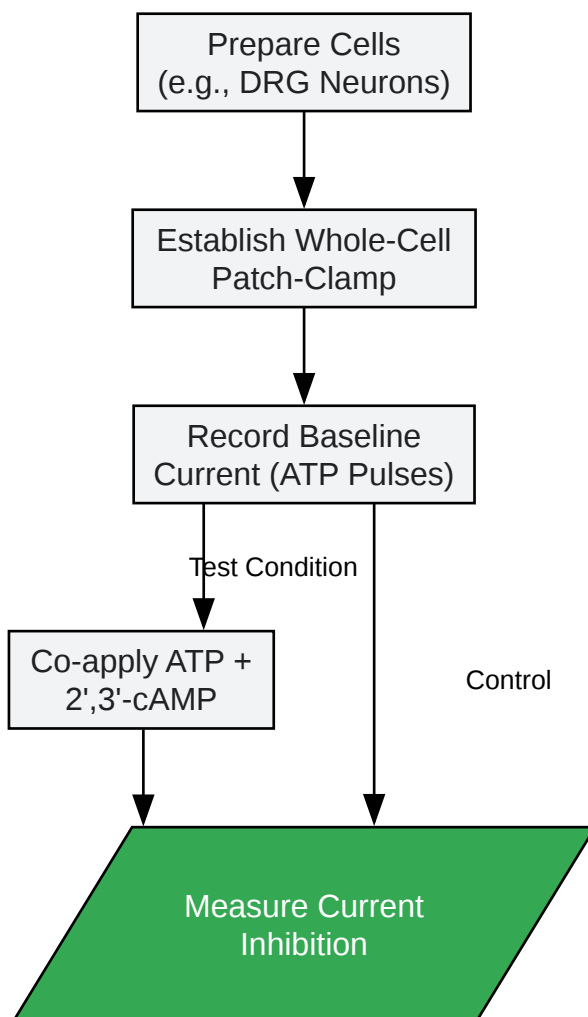 Prepare Cells
(e.g., DRG Neurons)
Establish Whole-Cell
Patch-Clamp
Record Baseline
Current (ATP Pulses)
Test Condition
Co-apply ATP +
2',3'-cAMP
Control
Measure Current
Inhibition